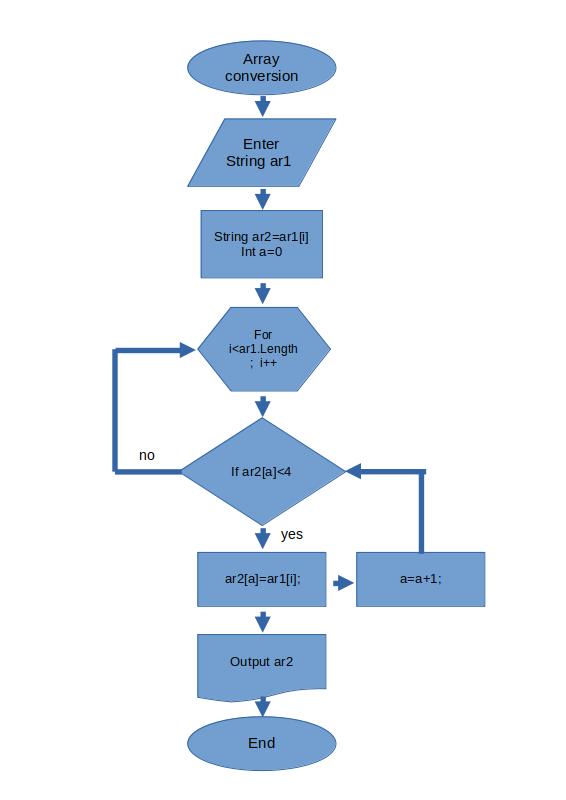 Array
conversion
Enter
String ar1
String ar2=ar1[i]
Int a=0
For
i<ar1.Length
; i++
no
If ar2[a]<4
yes
ar2[a]=ar1[i];
a=a+1;
Output ar2
End